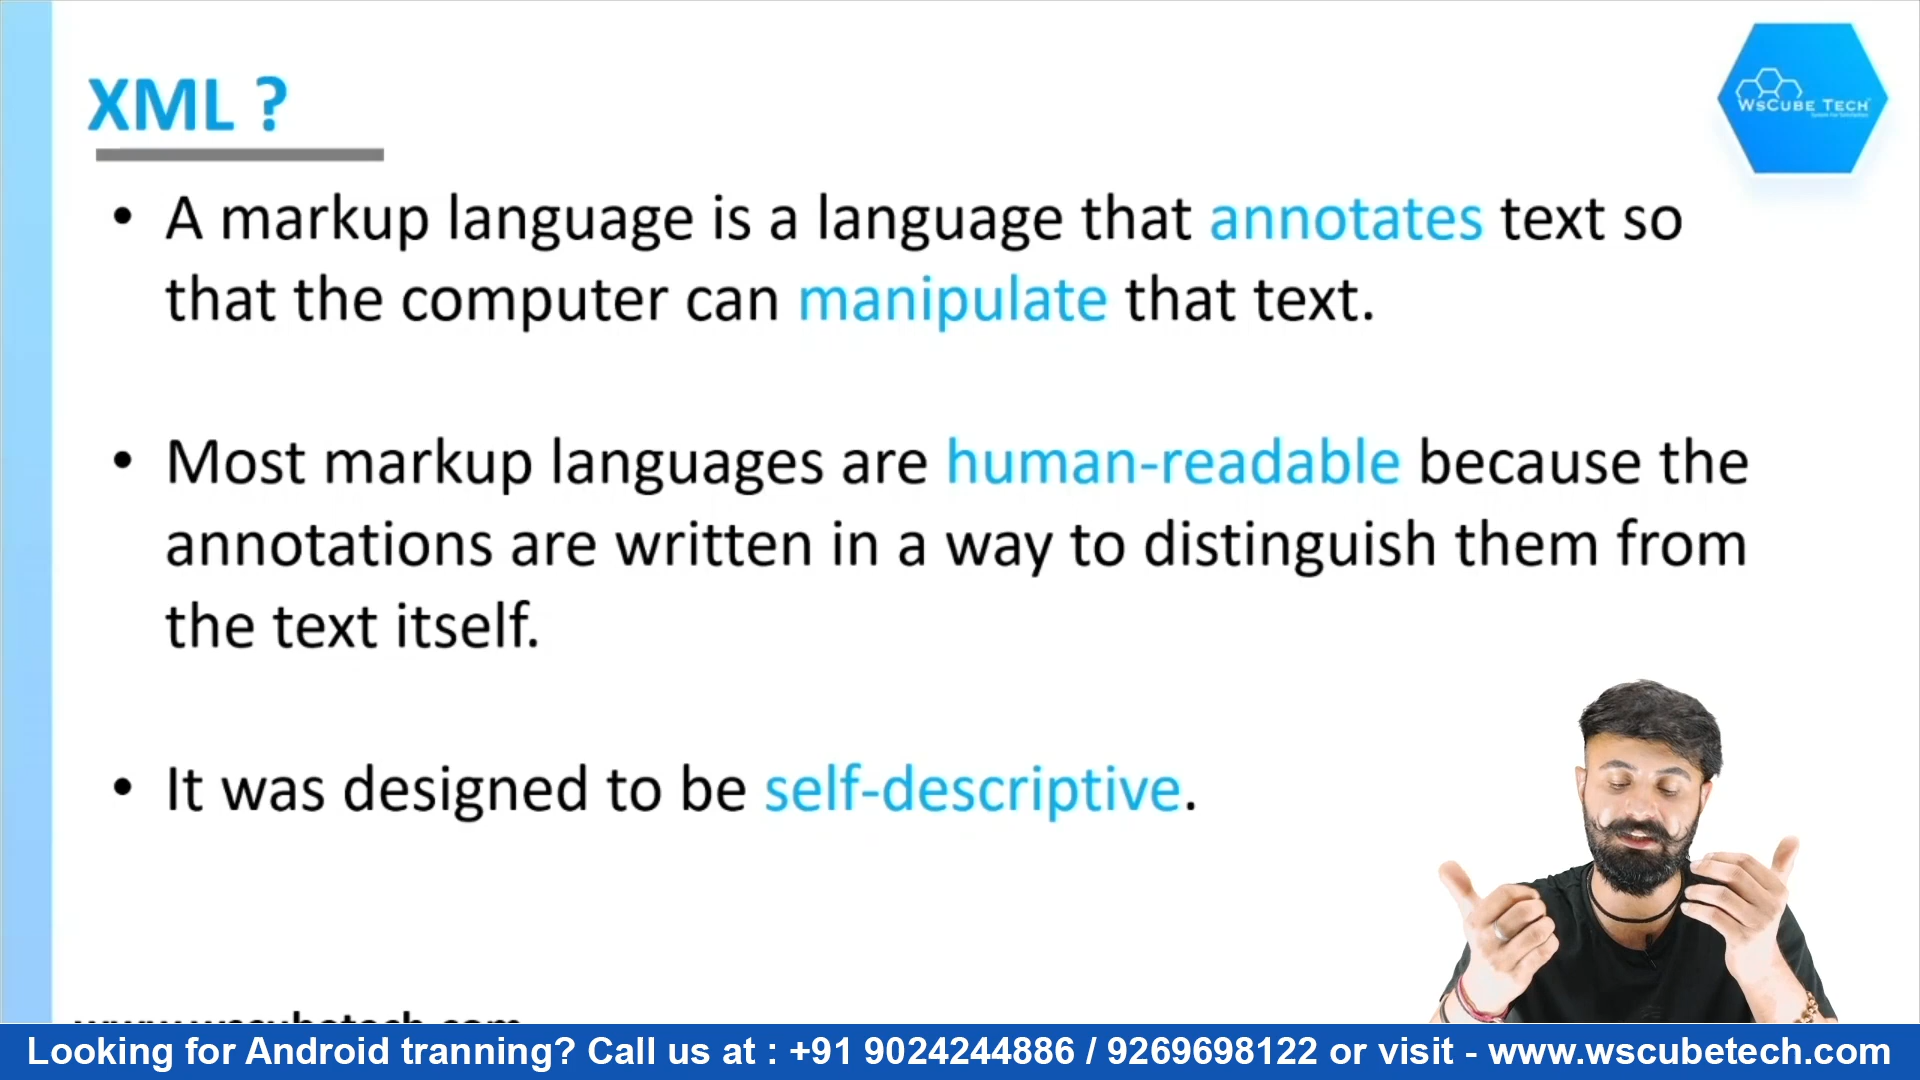 XML ?
WsCube Tech
• A markup language is a language that annotates text so
that the computer can manipulate that text.
• Most markup languages are human-readable because the
annotations are written in a way to distinguish them from
the text itself.
• It was designed to be self-descriptive.
www.wscubetech.com
Looking for Android tranning? Call us at : +91 9024244886 / 9269698122 or visit - www.wscubetech.com